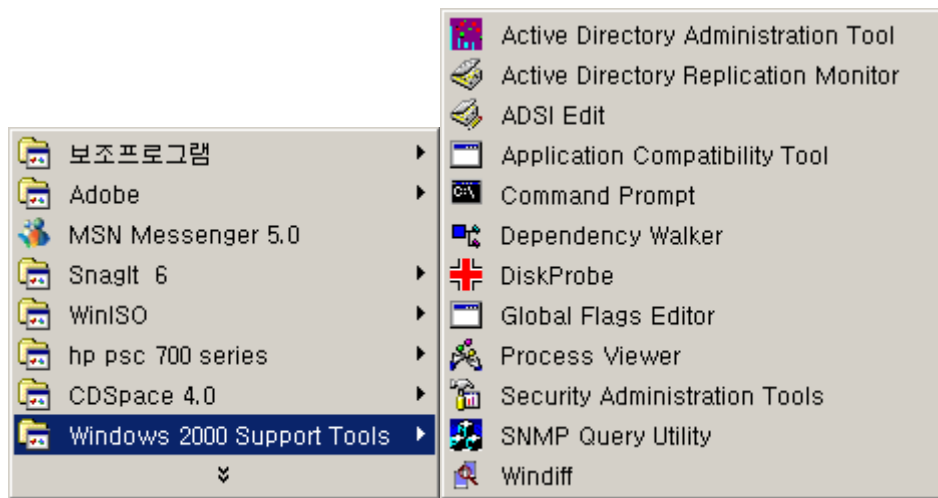 보조프로그램
Adobe
MSN Messenger 5.0
SnagIt 6
WinISO
hp psc 700 series
CDSpace 4.0
Windows 2000 Support Tools
Active Directory Administration Tool
Active Directory Replication Monitor
ADSI Edit
Application Compatibility Tool
Command Prompt
Dependency Walker
DiskProbe
Global Flags Editor
Process Viewer
Security Administration Tools
SNMP Query Utility
Windiff